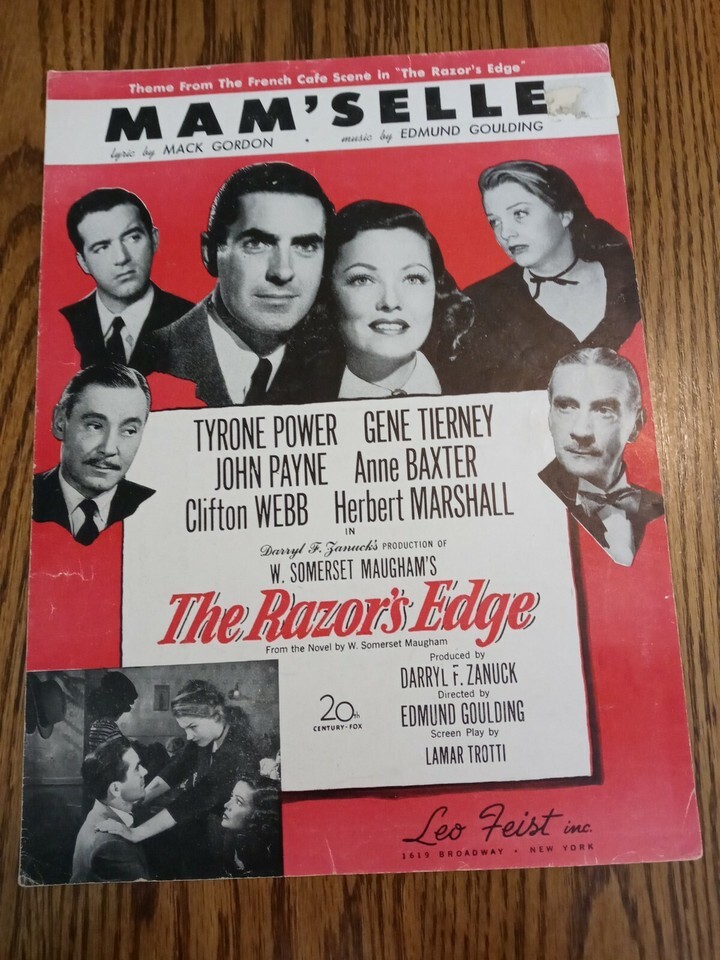 Theme From The French Cafe Scene in "The Razor's Edge"
MAM'SELLE
lyric by MACK GORDON • music by EDMUND GOULDING
TYRONE POWER GENE TIERNEY
JOHN PAYNE Anne BAXTER
Clifton WEBB Herbert MARSHALL
IN
Darryl F. Zanuck's PRODUCTION OF
W. SOMERSET MAUGHAM'S
The Razor's Edge
From the Novel by W. Somerset Maugham
Produced by
DARRYL F. ZANUCK
Directed by
EDMUND GOULDING
Screen Play by
LAMAR TROTTI
20th
CENTURY-FOX
Leo Feist inc.
1619 BROADWAY • NEW YORK